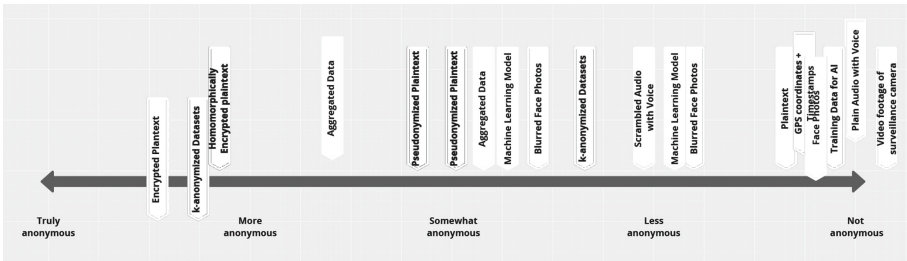 Encrypted Plantext
k-anonymized Datasets
Homomorphically
Encrypted plaintext
Aggregated Data
Pseudonymized Plaintext
Pseudonymized Plaintext
Aggregated Data
Machine Learning Model
Blurred Face Photos
k-anonymized Datasets
Scrambled Audio
with Voice
Machine Learning Model
Blurred Face Photos
Plaintext
GPS coordinates +
Timestamps
Face Photos
Training Data for AI
Plain Audio with Voice
Video footage of
surveillance camera
Truly
anonymous
More
anonymous
Somewhat
anonymous
Less
anonymous
Not
anonymous